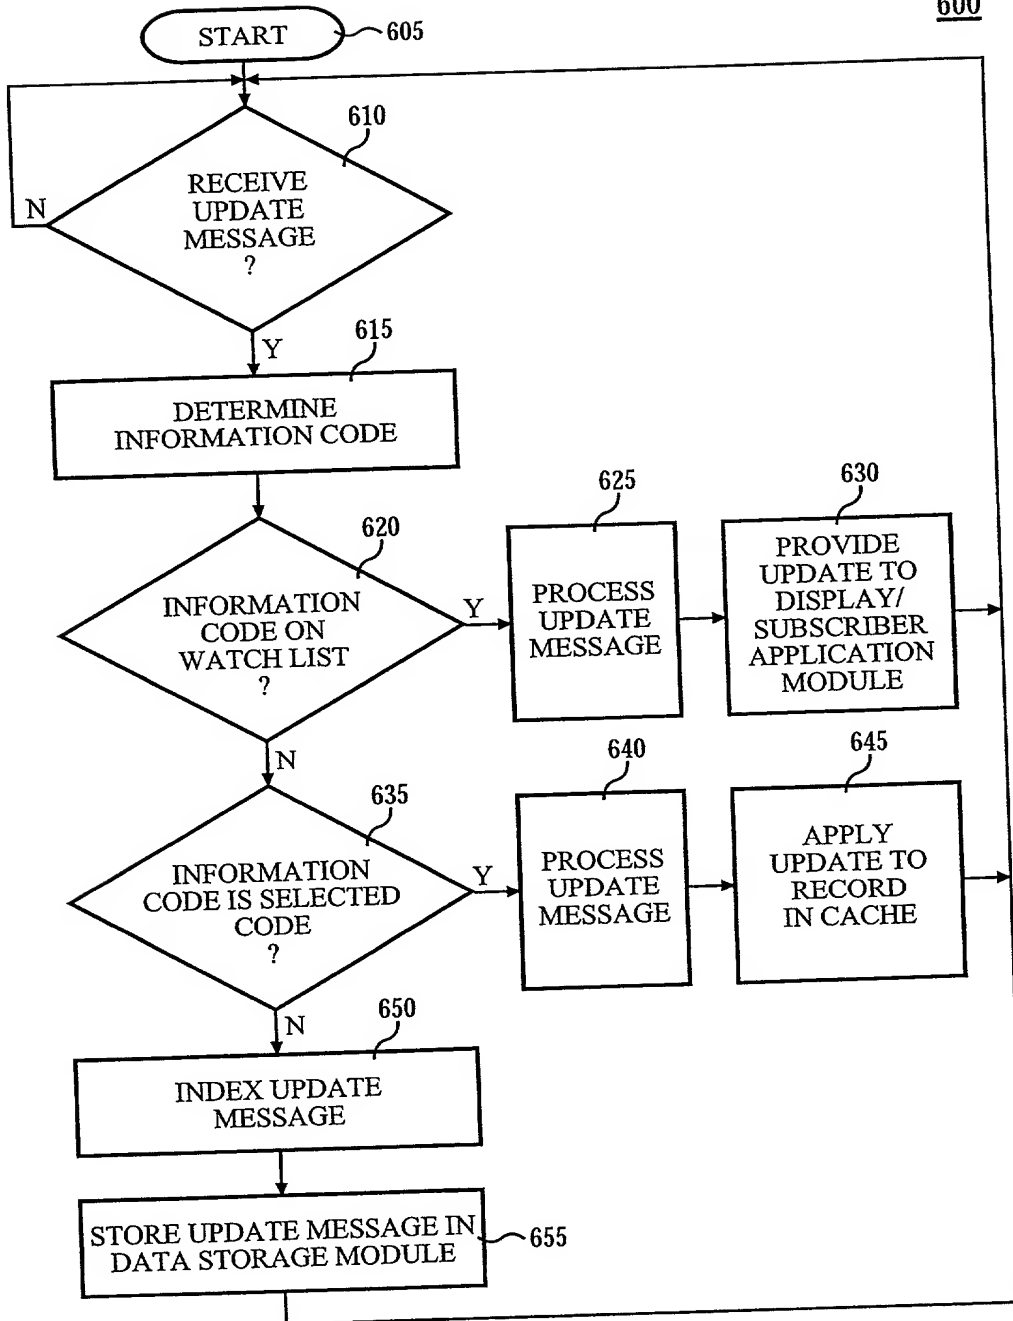 600
START
605
610
RECEIVE
UPDATE
MESSAGE
?
N
Y
615
DETERMINE
INFORMATION CODE
620
INFORMATION
CODE ON
WATCH LIST
?
Y
N
625
PROCESS
UPDATE
MESSAGE
630
PROVIDE
UPDATE TO
DISPLAY/
SUBSCRIBER
APPLICATION
MODULE
635
INFORMATION
CODE IS SELECTED
CODE
?
Y
N
640
PROCESS
UPDATE
MESSAGE
645
APPLY
UPDATE TO
RECORD
IN CACHE
650
INDEX UPDATE
MESSAGE
STORE UPDATE MESSAGE IN
DATA STORAGE MODULE
655